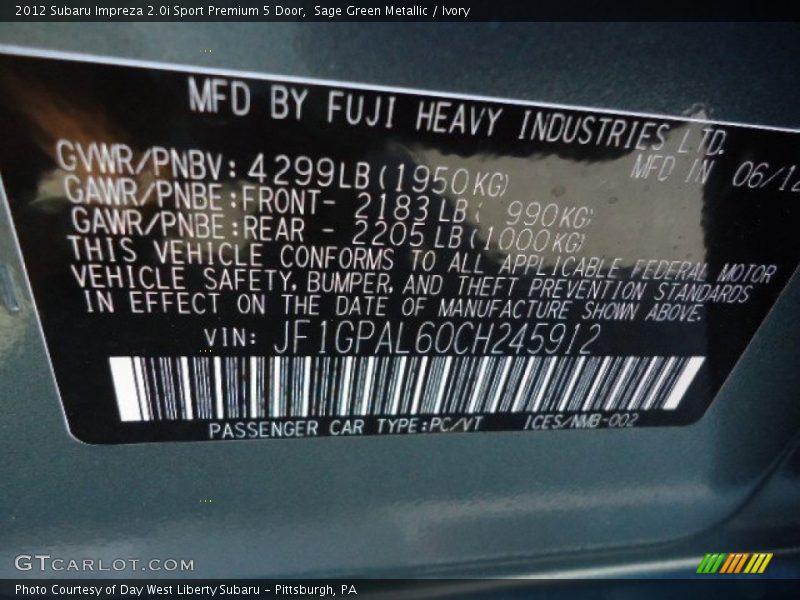 2012 Subaru Impreza 2.0i Sport Premium 5 Door, Sage Green Metallic / Ivory
MFD BY FUJI HEAVY INDUSTRIES LTD.
GVWR/PNBV: 4299LB(1950KG) MFD IN 06/12
GAWR/PNBE:FRONT- 2183 LB( 990KG)
GAWR/PNBE:REAR - 2205 LB(1000KG)
THIS VEHICLE CONFORMS TO ALL APPLICABLE FEDERAL MOTOR
VEHICLE SAFETY, BUMPER, AND THEFT PREVENTION STANDARDS
IN EFFECT ON THE DATE OF MANUFACTURE SHOWN ABOVE.
VIN: JF1GPAL60CH245912
PASSENGER CAR TYPE:PC/VT ICES/NMB-002
GTCARLOT.COM
Photo Courtesy of Day West Liberty Subaru - Pittsburgh, PA